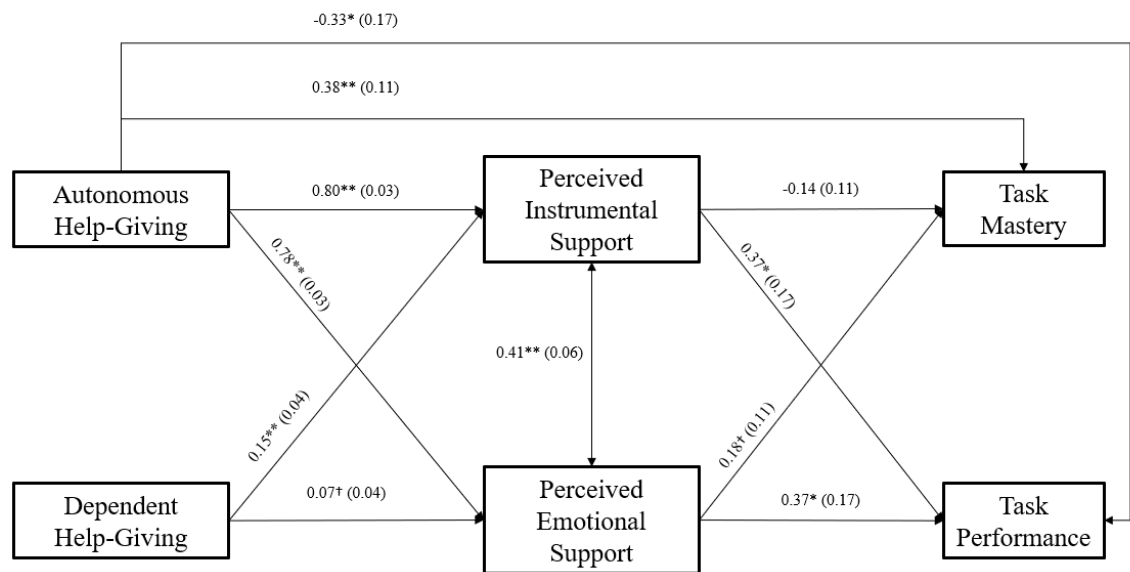 -0.33* (0.17)
0.38** (0.11)
Autonomous
Help-Giving
0.80** (0.03)
Perceived
Instrumental
Support
-0.14 (0.11)
Task
Mastery
0.78** (0.03)
0.37* (0.17)
0.41** (0.06)
0.15** (0.04)
0.18† (0.11)
Dependent
Help-Giving
0.07† (0.04)
Perceived
Emotional
Support
0.37* (0.17)
Task
Performance